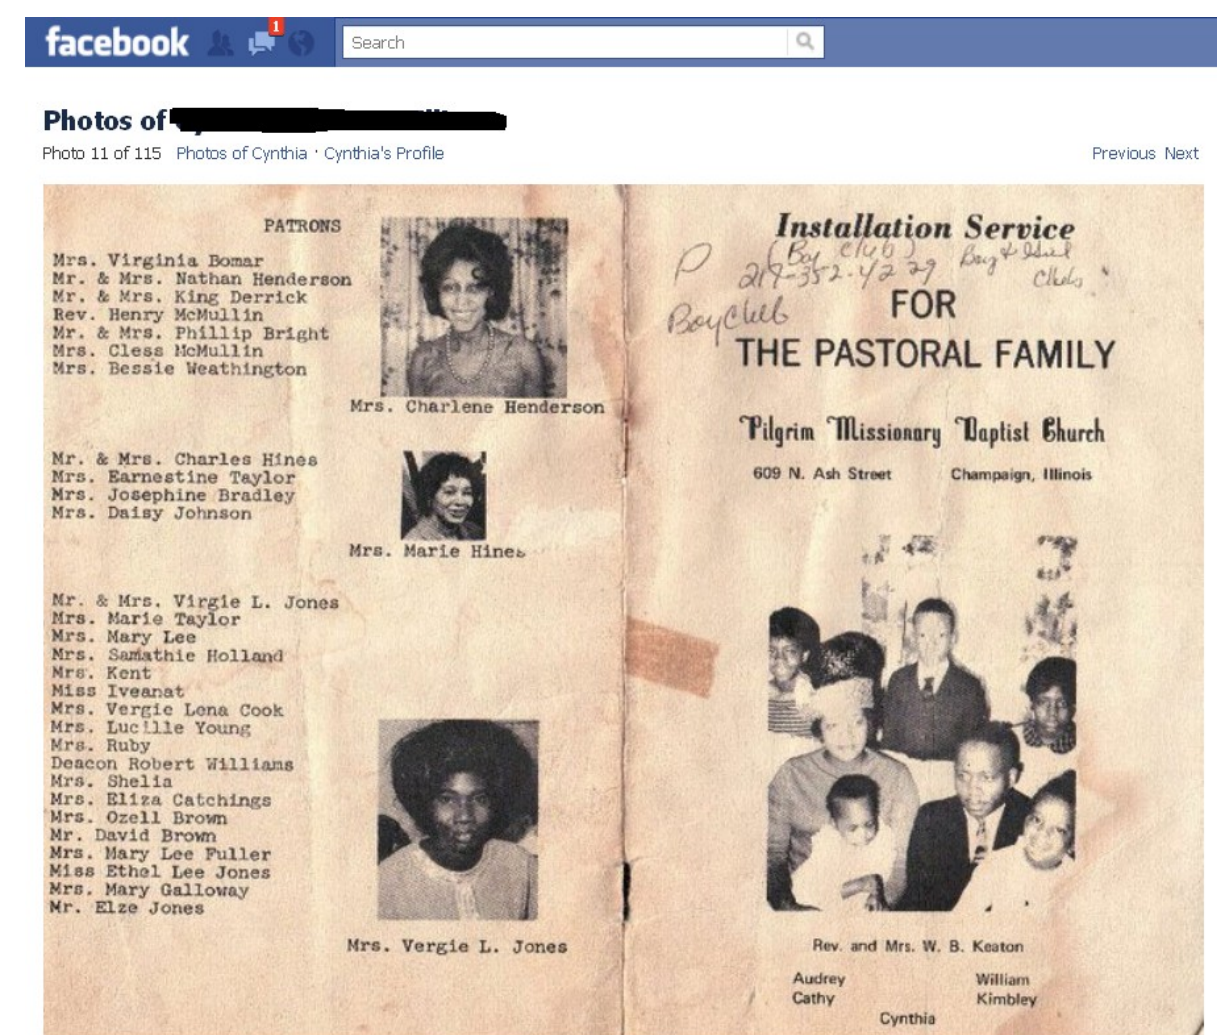 facebook
1
Search
Photos of
Photo 11 of 115 Photos of Cynthia · Cynthia's Profile
Previous Next
PATRONS
Mrs. Virginia Bomar
Mr. & Mrs. Nathan Henderson
Mr. & Mrs. King Derrick
Rev. Henry McMullin
Mr. & Mrs. Phillip Bright
Mrs. Cless McMullin
Mrs. Bessie Weathington
Mrs. Charlene Henderson
Mr. & Mrs. Charles Hines
Mrs. Earnestine Taylor
Mrs. Josephine Bradley
Mrs. Daisy Johnson
Mrs. Marie Hines
Mr. & Mrs. Virgie L. Jones
Mrs. Marie Taylor
Mrs. Mary Lee
Mrs. Samathie Holland
Mrs. Kent
Miss Iveanat
Mrs. Vergie Lena Cook
Mrs. Lucille Young
Mrs. Ruby
Deacon Robert Williams
Mrs. Shelia
Mrs. Eliza Catchings
Mrs. Ozell Brown
Mr. David Brown
Mrs. Mary Lee Fuller
Miss Ethel Lee Jones
Mrs. Mary Galloway
Mr. Elze Jones
Mrs. Vergie L. Jones
Installation Service
P (Boy Club) Boy & Girl
217-352-4229 Clubs
Boy Club
FOR
THE PASTORAL FAMILY
Pilgrim Missionary Baptist Church
609 N. Ash Street Champaign, Illinois
Rev. and Mrs. W. B. Keaton
Audrey William
Cathy Kimbley
Cynthia